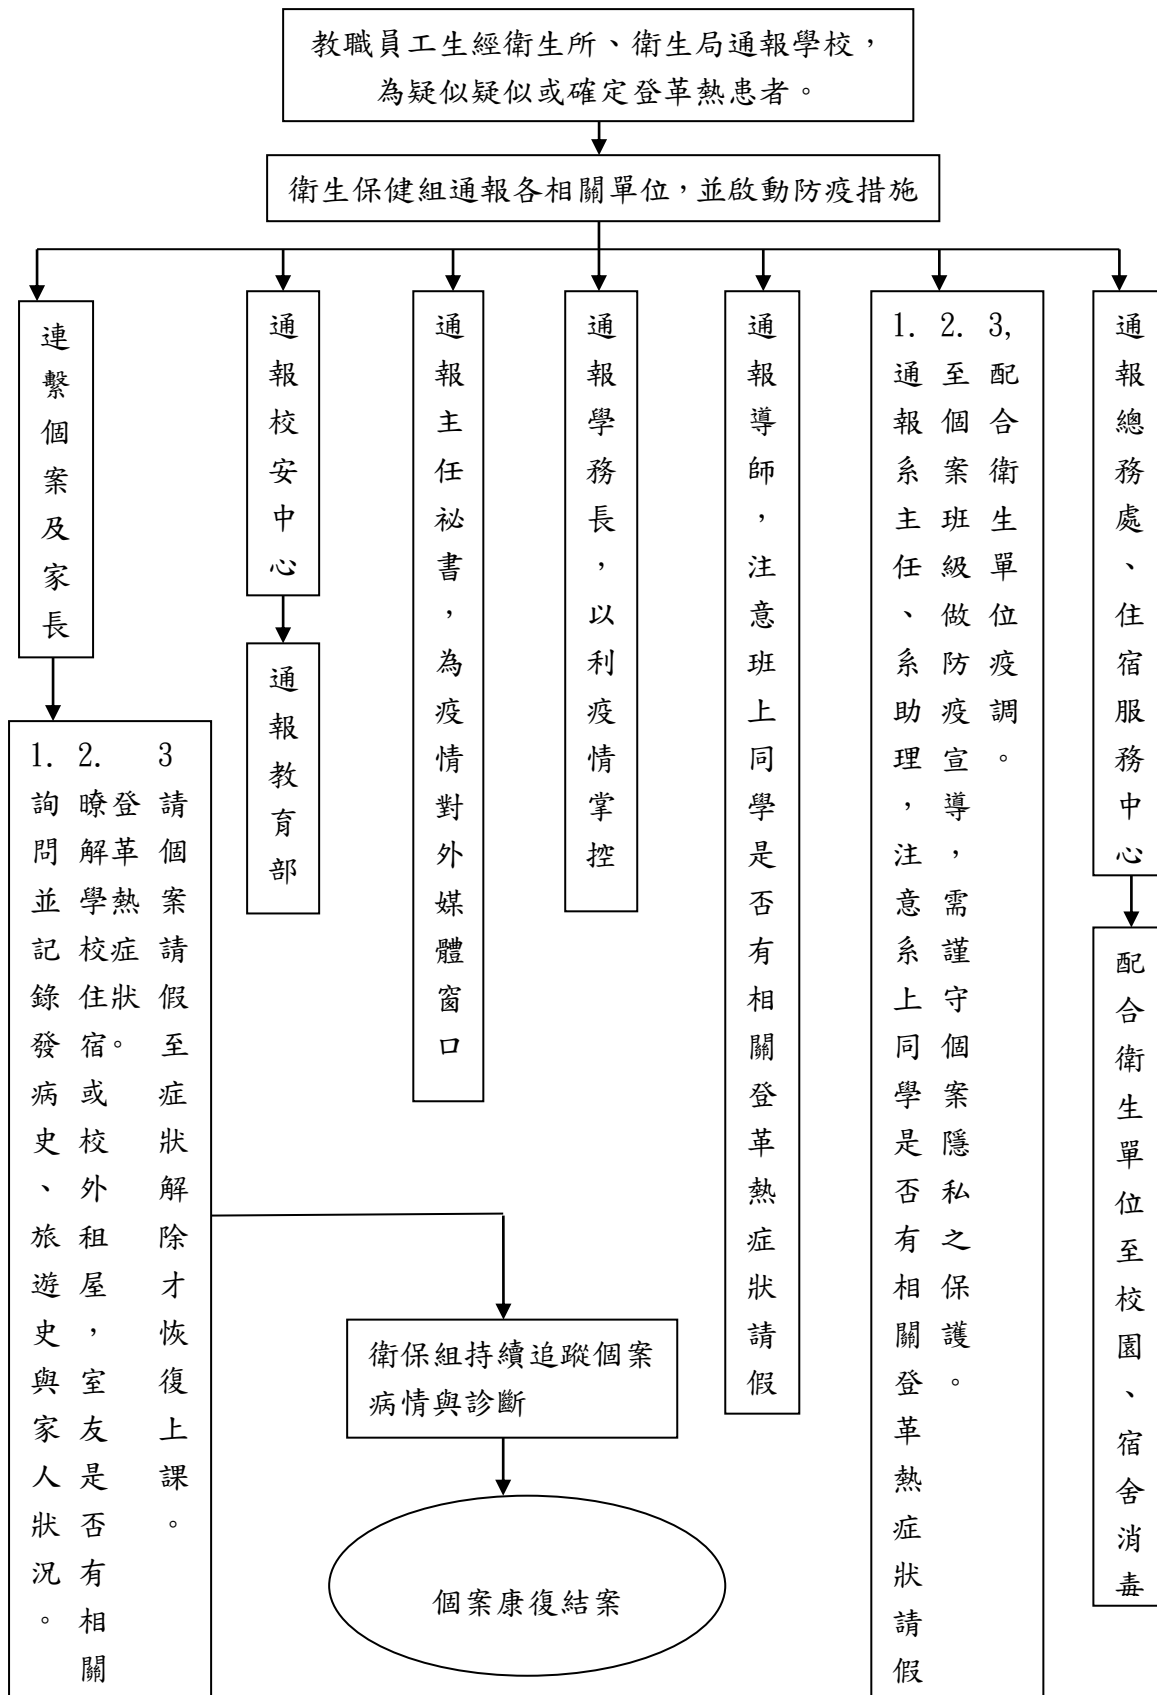 教職員工生經衛生所、衛生局通報學校，
為疑似疑似或確定登革熱患者。
衛生保健組通報各相關單位，並啟動防疫措施
連繫個案及家長
通報校安中心
通報主任祕書，為疫情對外媒體窗口
通報學務長，以利疫情掌控
通報導師，注意班上同學是否有相關登革熱症狀請假
1.通報系主任、系助理，注意系上同學是否有相關登革熱症狀請假
2.至個案班級做防疫宣導，需謹守個案隱私之保護。
3,配合衛生單位疫調。
通報總務處、住宿服務中心
通報教育部
配合衛生單位至校園、宿舍消毒
1.詢問並記錄發病史、旅遊史與家人狀況。
2.瞭解學校住宿或校外租屋，室友是否有相關
登革熱症狀。
3請個案請假至症狀解除才恢復上課。
衛保組持續追蹤個案
病情與診斷
個案康復結案